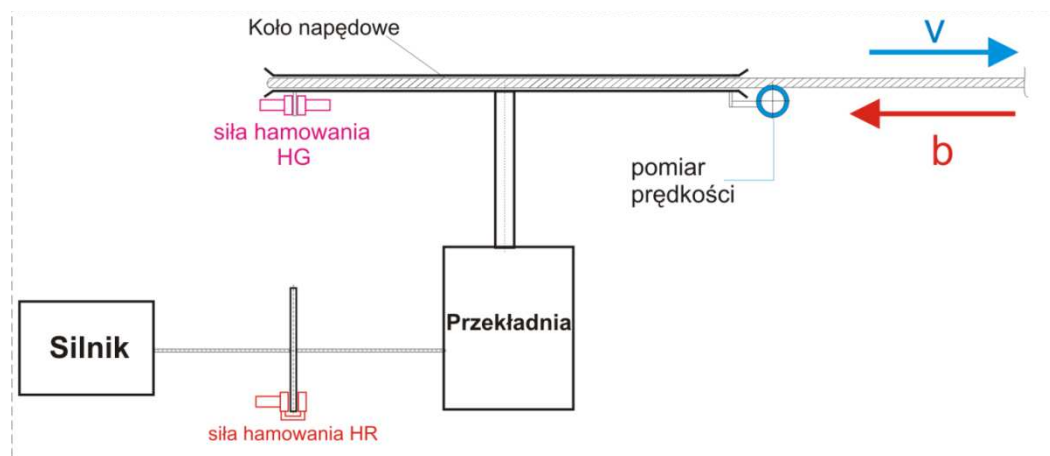 Koło napędowe
v
siła hamowania
HG
b
pomiar
prędkości
Przekładnia
Silnik
siła hamowania HR